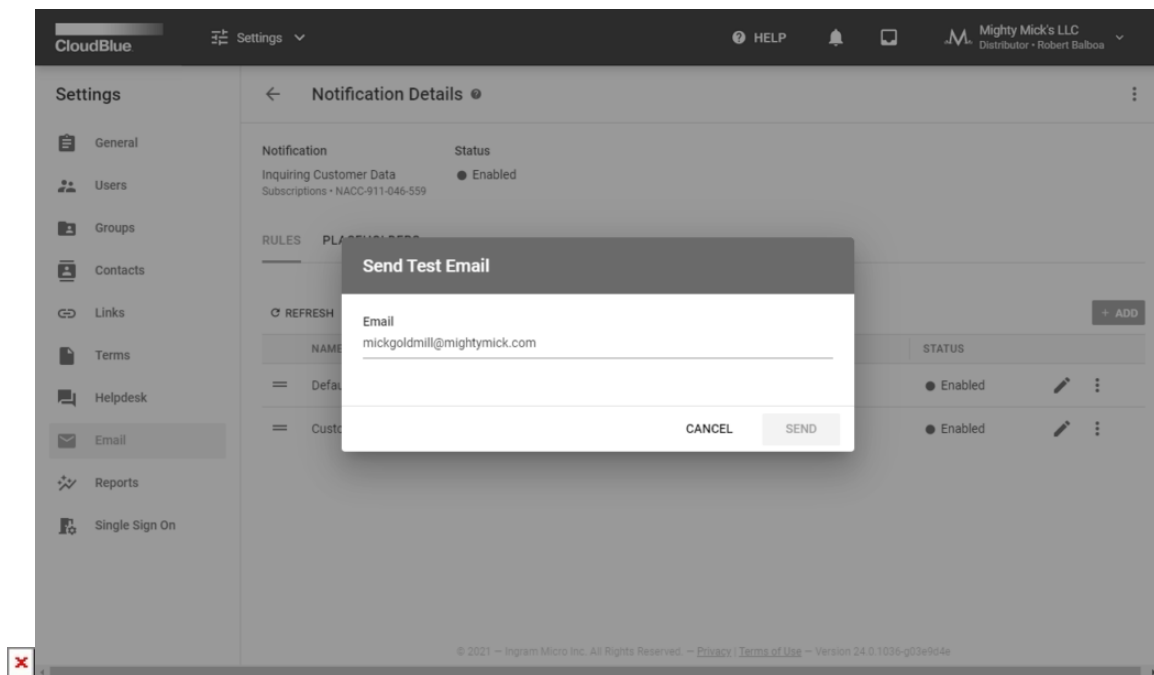 CloudBlue
Settings
HELP
Mighty Mick's LLC
Distributor • Robert Balboa
Settings
General
Users
Groups
Contacts
Links
Terms
Helpdesk
Email
Reports
Single Sign On
Notification Details
Notification
Status
Inquiring Customer Data
Enabled
Subscriptions • NACC-911-046-559
RULES
REFRESH
+ ADD
NAME
STATUS
Enabled
Enabled
Send Test Email
Email
mickgoldmill@mightymick.com
CANCEL
SEND
© 2021 – Ingram Micro Inc. All Rights Reserved. – Privacy | Terms of Use – Version 24.0.1036-g03e9d4e